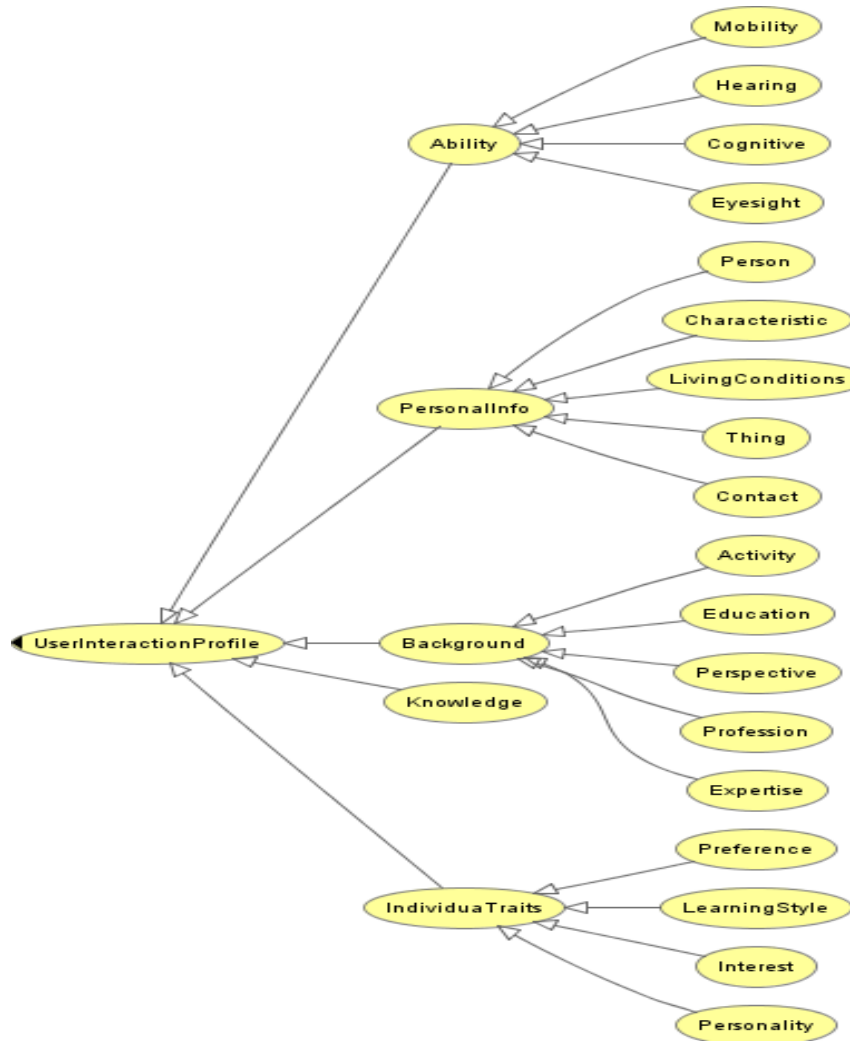 Mobility
Hearing
Ability
Cognitive
Eyesight
Person
Characteristic
LivingConditions
PersonalInfo
Thing
Contact
Activity
Education
UserInteractionProfile
Background
Perspective
Knowledge
Profession
Expertise
Preference
IndividuaTraits
LearningStyle
Interest
Personality